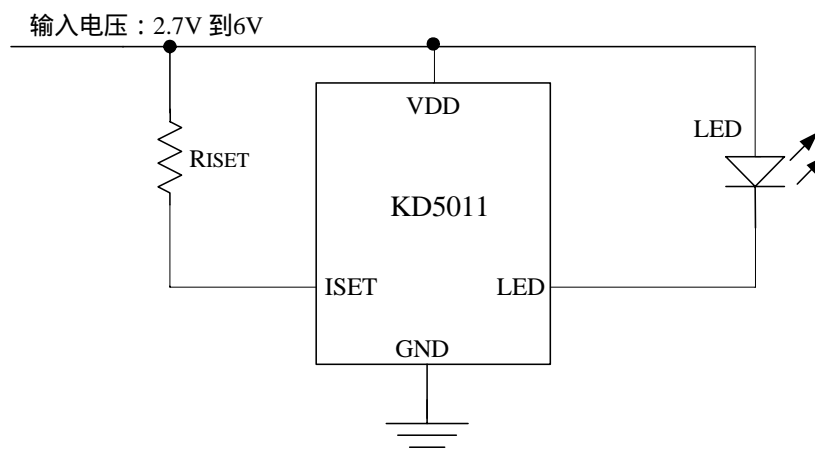 输入电压：2.7V 到6V
VDD
LED
RISET
KD5011
ISET
LED
GND